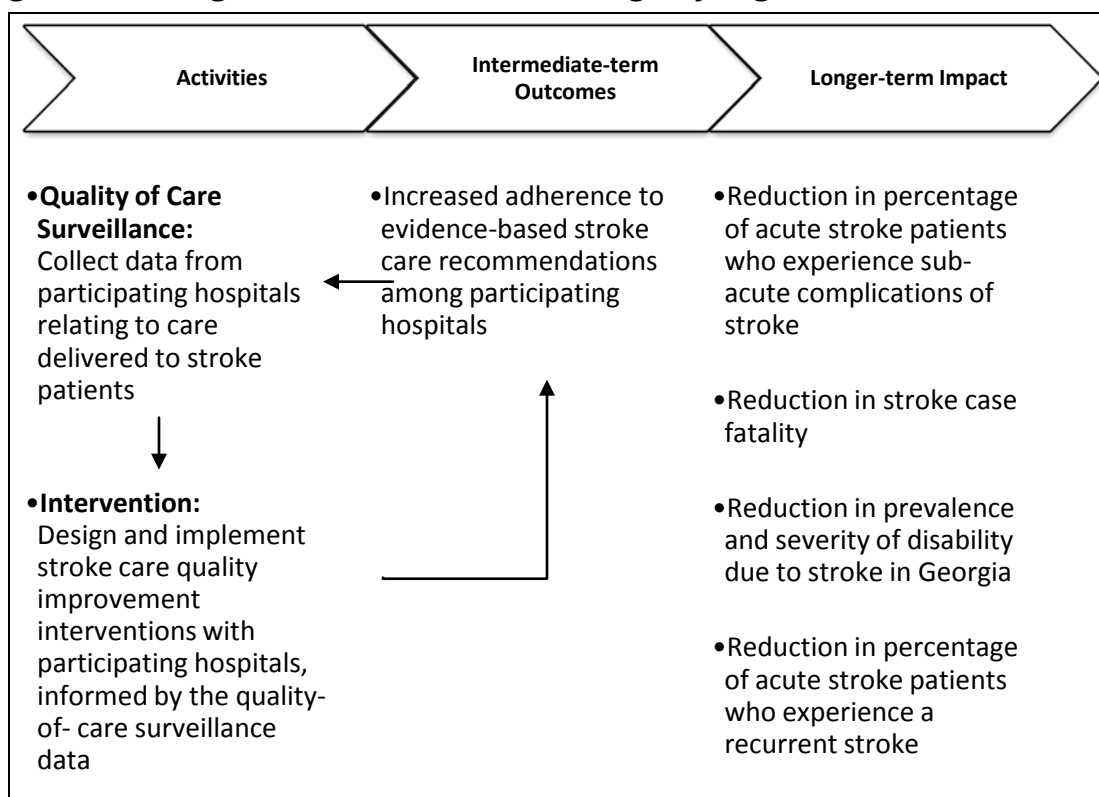 Activities
Intermediate-term
Outcomes
Longer-term Impact
•Quality of Care
Surveillance:
Collect data from
participating hospitals
relating to care
delivered to stroke
patients
•Intervention:
Design and implement
stroke care quality
improvement
interventions with
participating hospitals,
informed by the quality-
of- care surveillance
data
•Increased adherence to
evidence-based stroke
care recommendations
among participating
hospitals
•Reduction in percentage
of acute stroke patients
who experience sub-
acute complications of
stroke
•Reduction in stroke case
fatality
•Reduction in prevalence
and severity of disability
due to stroke in Georgia
•Reduction in percentage
of acute stroke patients
who experience a
recurrent stroke